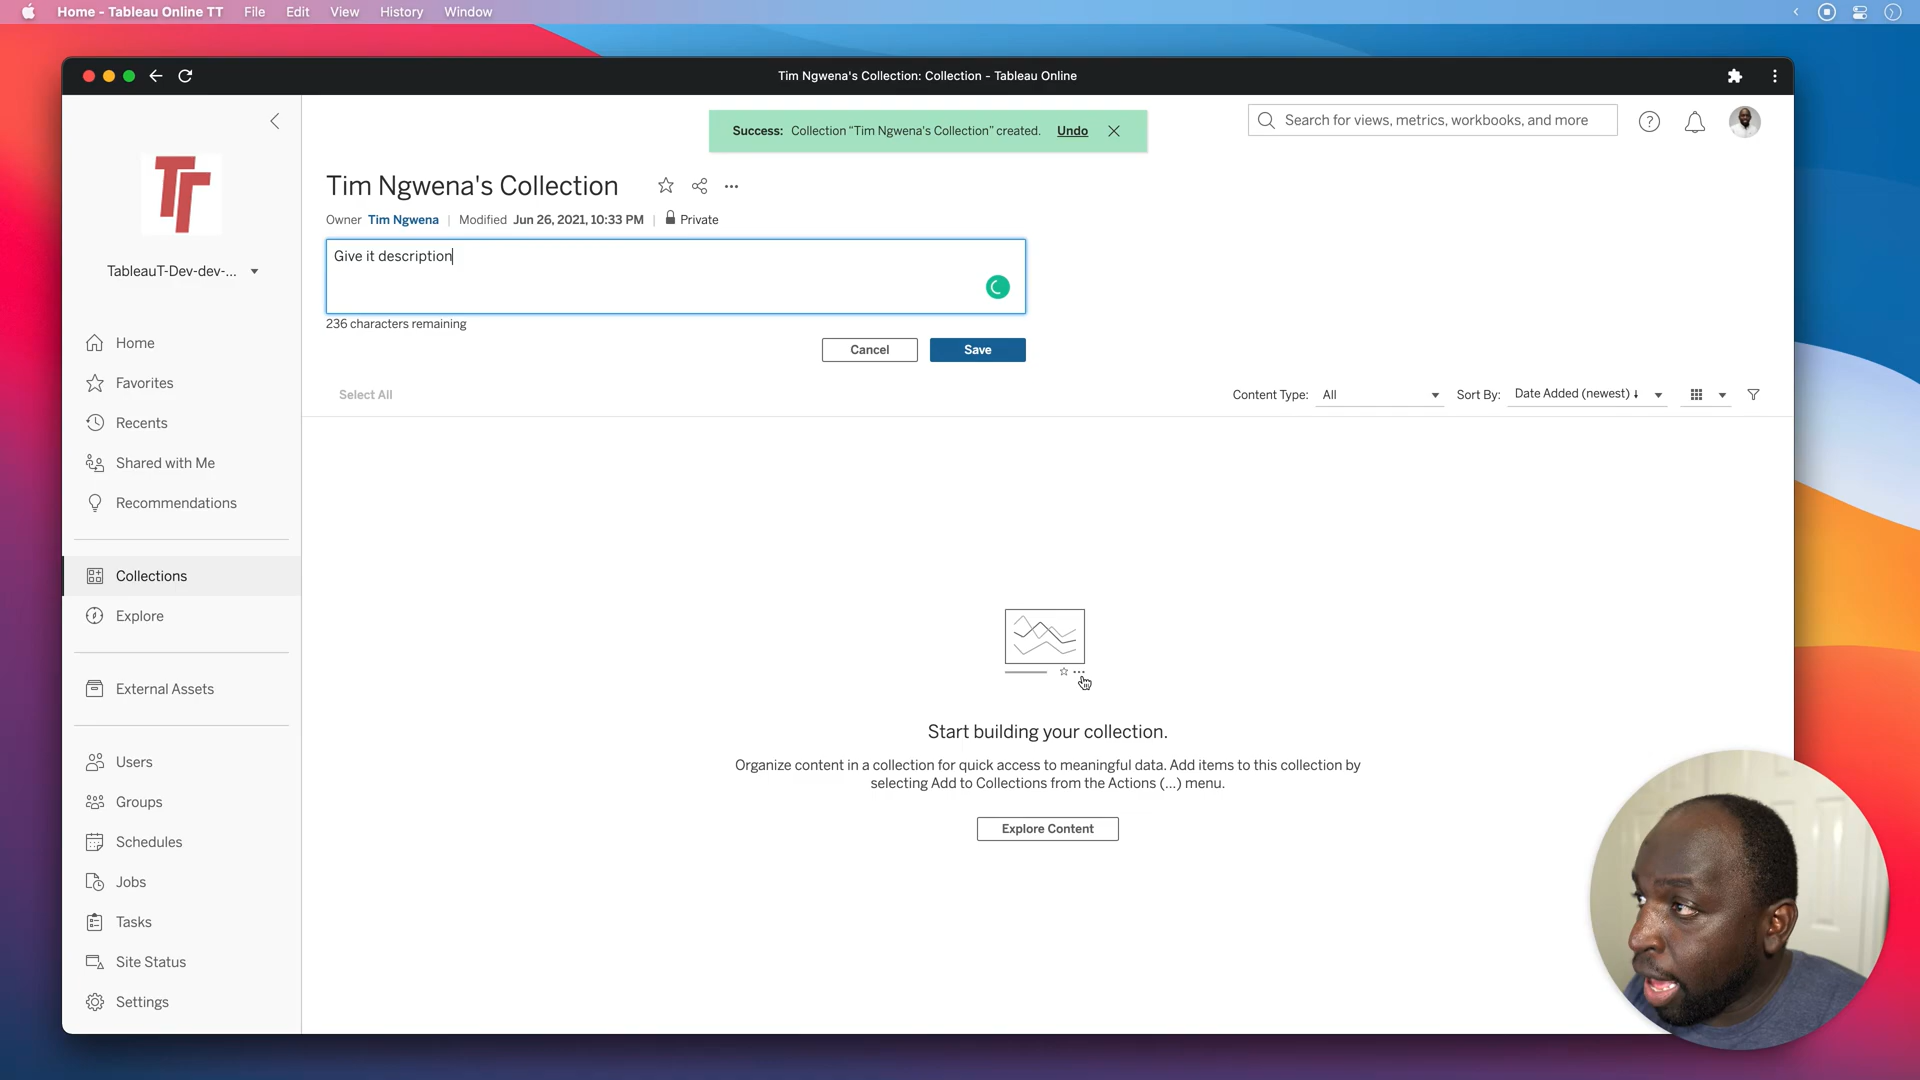 Home - Tableau Online TT File Edit View History Window
Tim Ngwena's Collection: Collection - Tableau Online
Success: Collection "Tim Ngwena's Collection" created. Undo
Search for views, metrics, workbooks, and more
TT
TableauT-Dev-dev-...
Home
Favorites
Recents
Shared with Me
Recommendations
Collections
Explore
External Assets
Users
Groups
Schedules
Jobs
Tasks
Site Status
Settings
Tim Ngwena's Collection
Owner Tim Ngwena | Modified Jun 26, 2021, 10:33 PM | Private
Give it description
236 characters remaining
Cancel Save
Select All
Content Type: All Sort By: Date Added (newest) ↓
Start building your collection.
Organize content in a collection for quick access to meaningful data. Add items to this collection by
selecting Add to Collections from the Actions (...) menu.
Explore Content